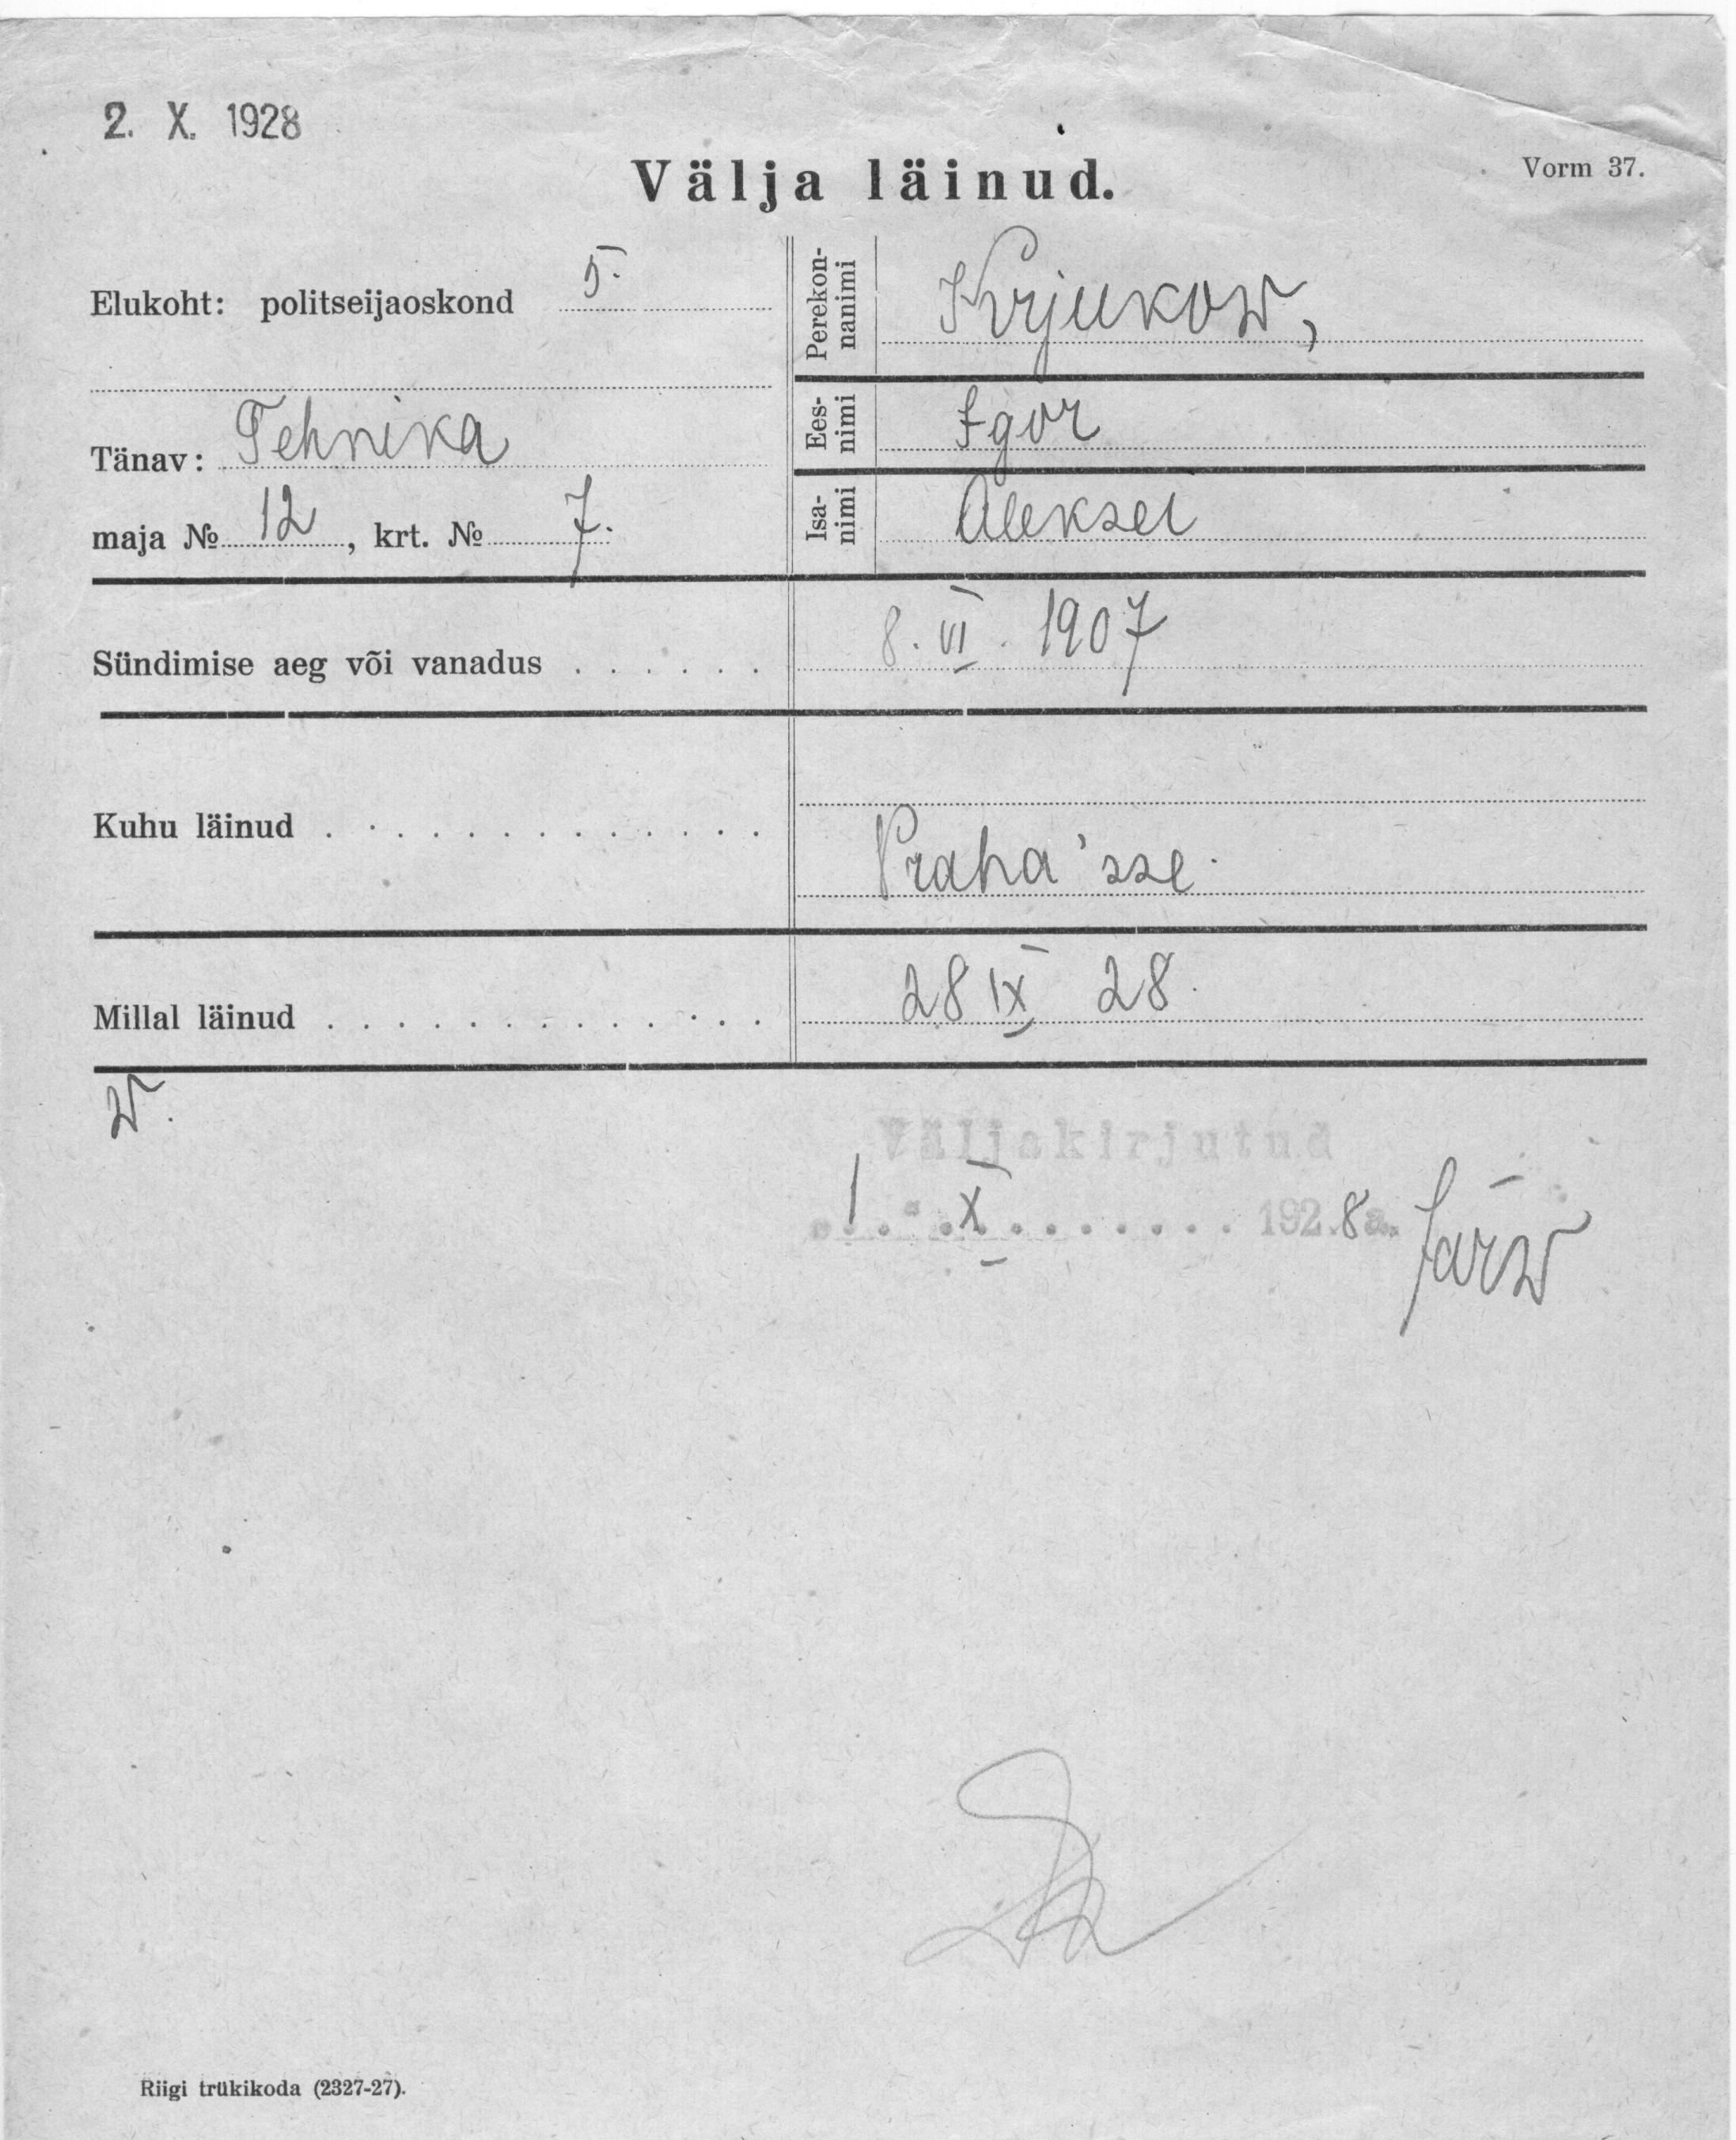 2. X. 1928
Välja läinud.
Vorm 37.
Elukoht: politseijaoskond 5.
Tänav: Tehnika
maja № 12, krt. № 7.
Perekon-
nanimi
Krjukow,
Ees-
nimi
Igor
Isa-
nimi
Aleksei
Sündimise aeg või vanadus . . . . . . 8. VI. 1907
Kuhu läinud . . . . . . . . . . . . . Praha'sse.
Millal läinud . . . . . . . . . . . . . 28 IX 28.
W.
Väljakirjutud
1. X. . . . . . . . 1928a. Järw
Riigi trükikoda (2327-27).